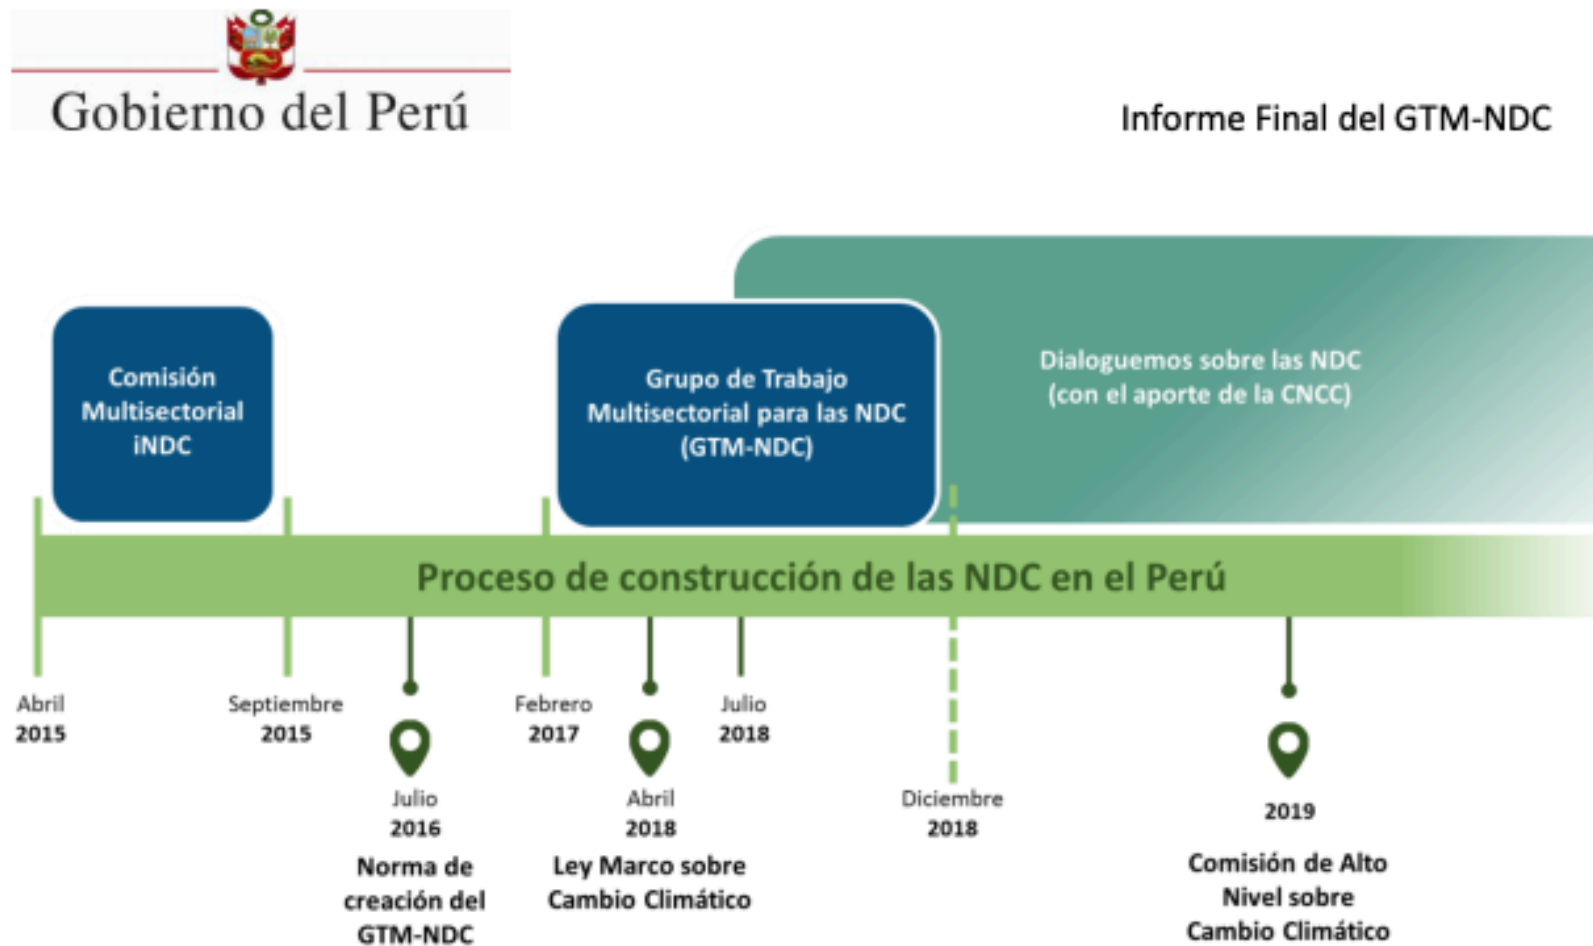 Gobierno del Perú
Informe Final del GTM-NDC
Comisión
Multisectorial
iNDC
Grupo de Trabajo
Multisectorial para las NDC
(GTM-NDC)
Dialoguemos sobre las NDC
(con el aporte de la CNCC)
Proceso de construcción de las NDC en el Perú
Abril
2015
Septiembre
2015
Julio
2016
Norma de
creación del
GTM-NDC
Febrero
2017
Abril
2018
Ley Marco sobre
Cambio Climático
Julio
2018
Diciembre
2018
2019
Comisión de Alto
Nivel sobre
Cambio Climático